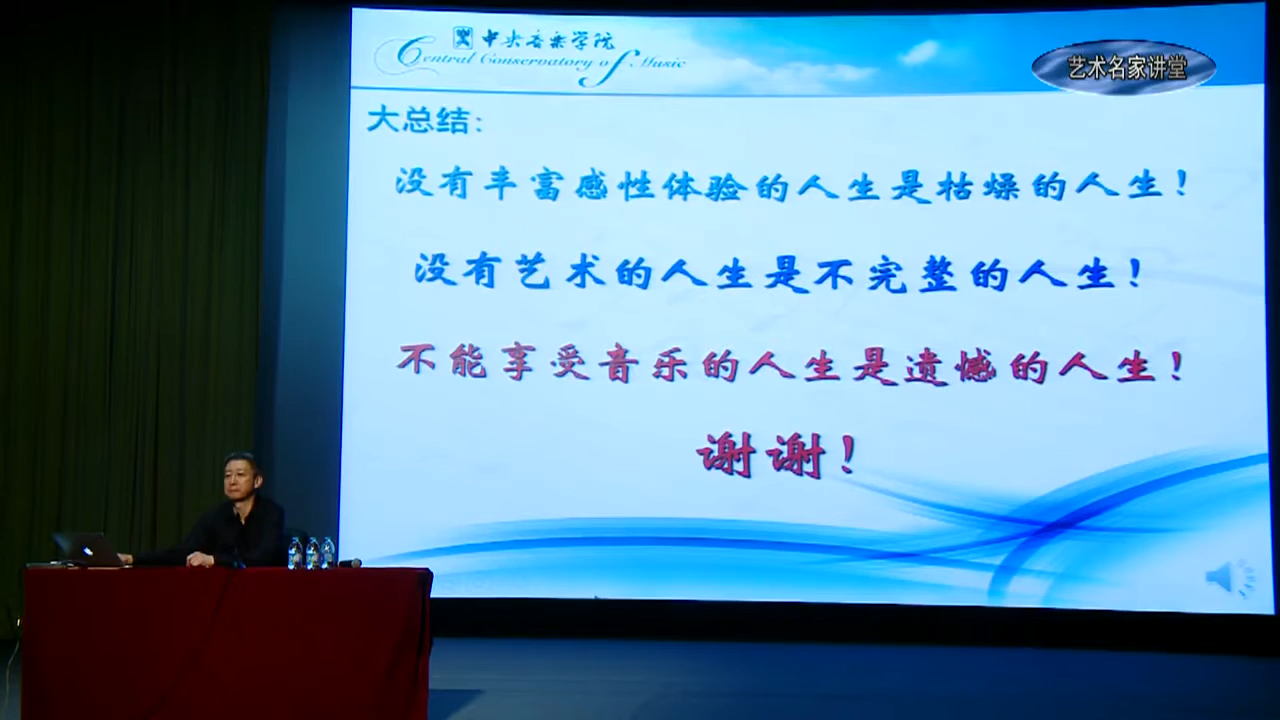 中央音乐学院
Central Conservatory of Music
艺术名家讲堂
大总结:
没有丰富感性体验的人生是枯燥的人生!
没有艺术的人生是不完整的人生!
不能享受音乐的人生是遗憾的人生!
谢谢!